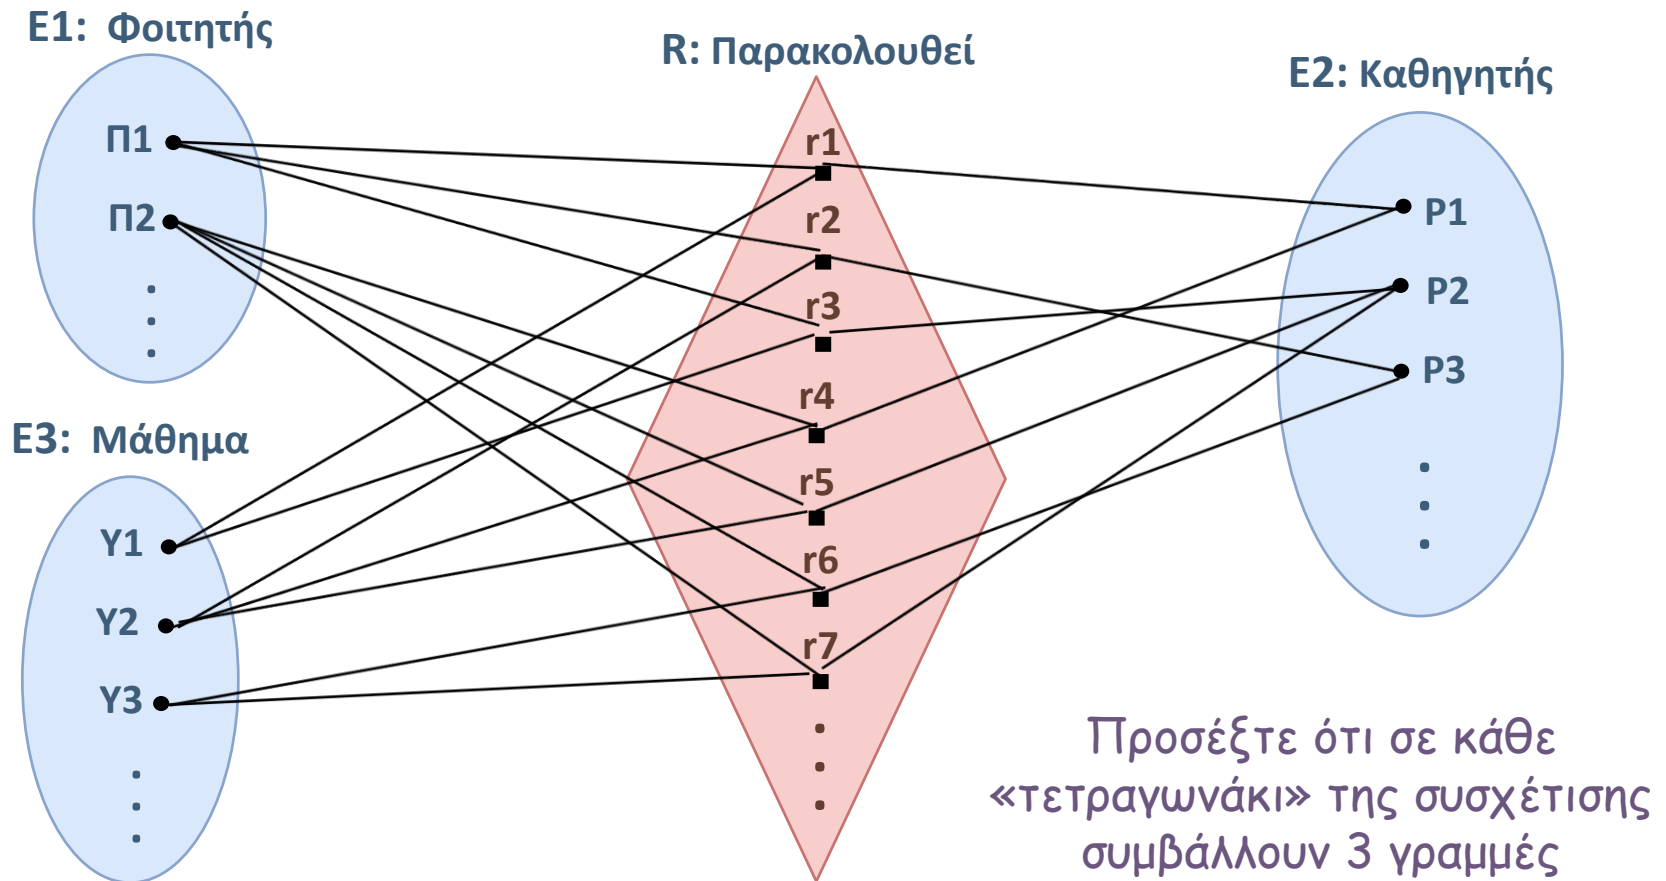 E1: Φοιτητής
R: Παρακολουθεί
E2: Καθηγητής
Π1
Π2
r1
r2
r3
r4
r5
r6
r7
P1
P2
P3
E3: Μάθημα
Y1
Y2
Y3
Προσέξτε ότι σε κάθε
«τετραγωνάκι» της συσχέτισης
συμβάλλουν 3 γραμμές